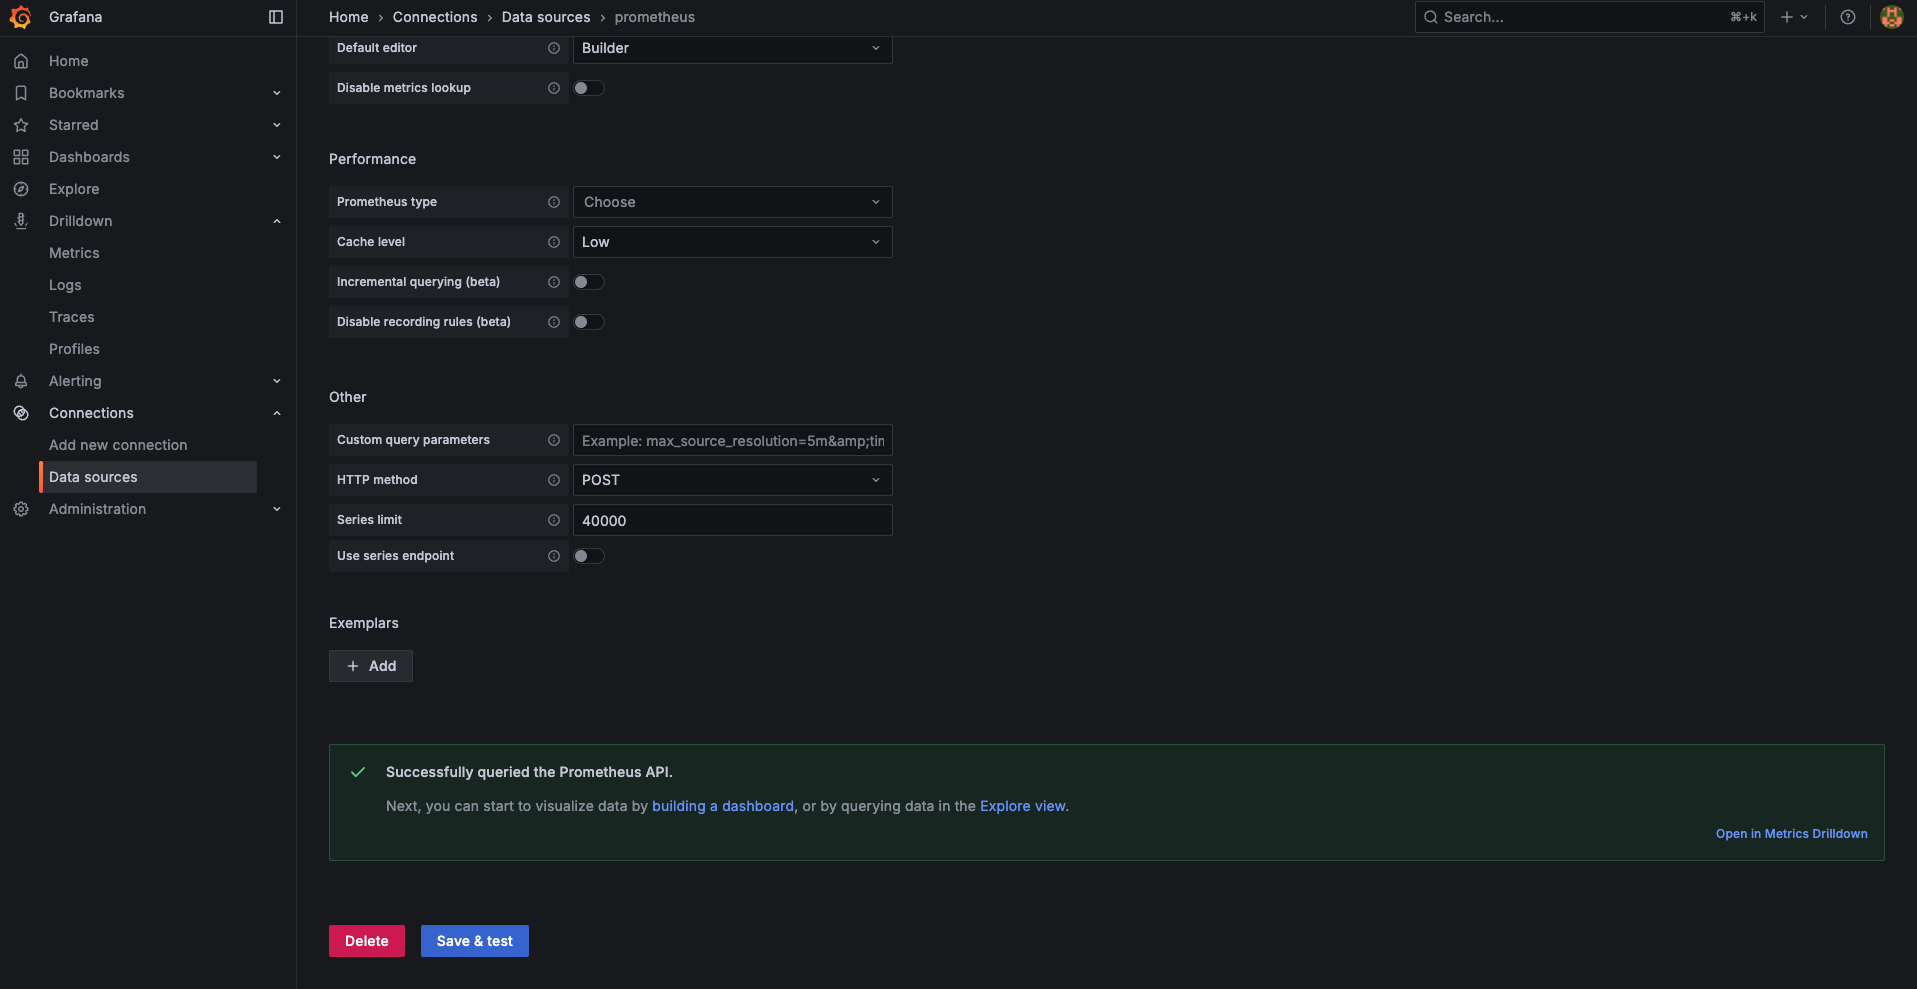 Grafana
Home › Connections › Data sources › prometheus
Search...
⌘+k
Home
Bookmarks
Starred
Dashboards
Explore
Drilldown
Metrics
Logs
Traces
Profiles
Alerting
Connections
Add new connection
Data sources
Administration
Default editor
Builder
Disable metrics lookup
Performance
Prometheus type
Choose
Cache level
Low
Incremental querying (beta)
Disable recording rules (beta)
Other
Custom query parameters
Example: max_source_resolution=5m&amp;tin
HTTP method
POST
Series limit
40000
Use series endpoint
Exemplars
+ Add
Successfully queried the Prometheus API.
Next, you can start to visualize data by building a dashboard, or by querying data in the Explore view.
Open in Metrics Drilldown
Delete
Save & test